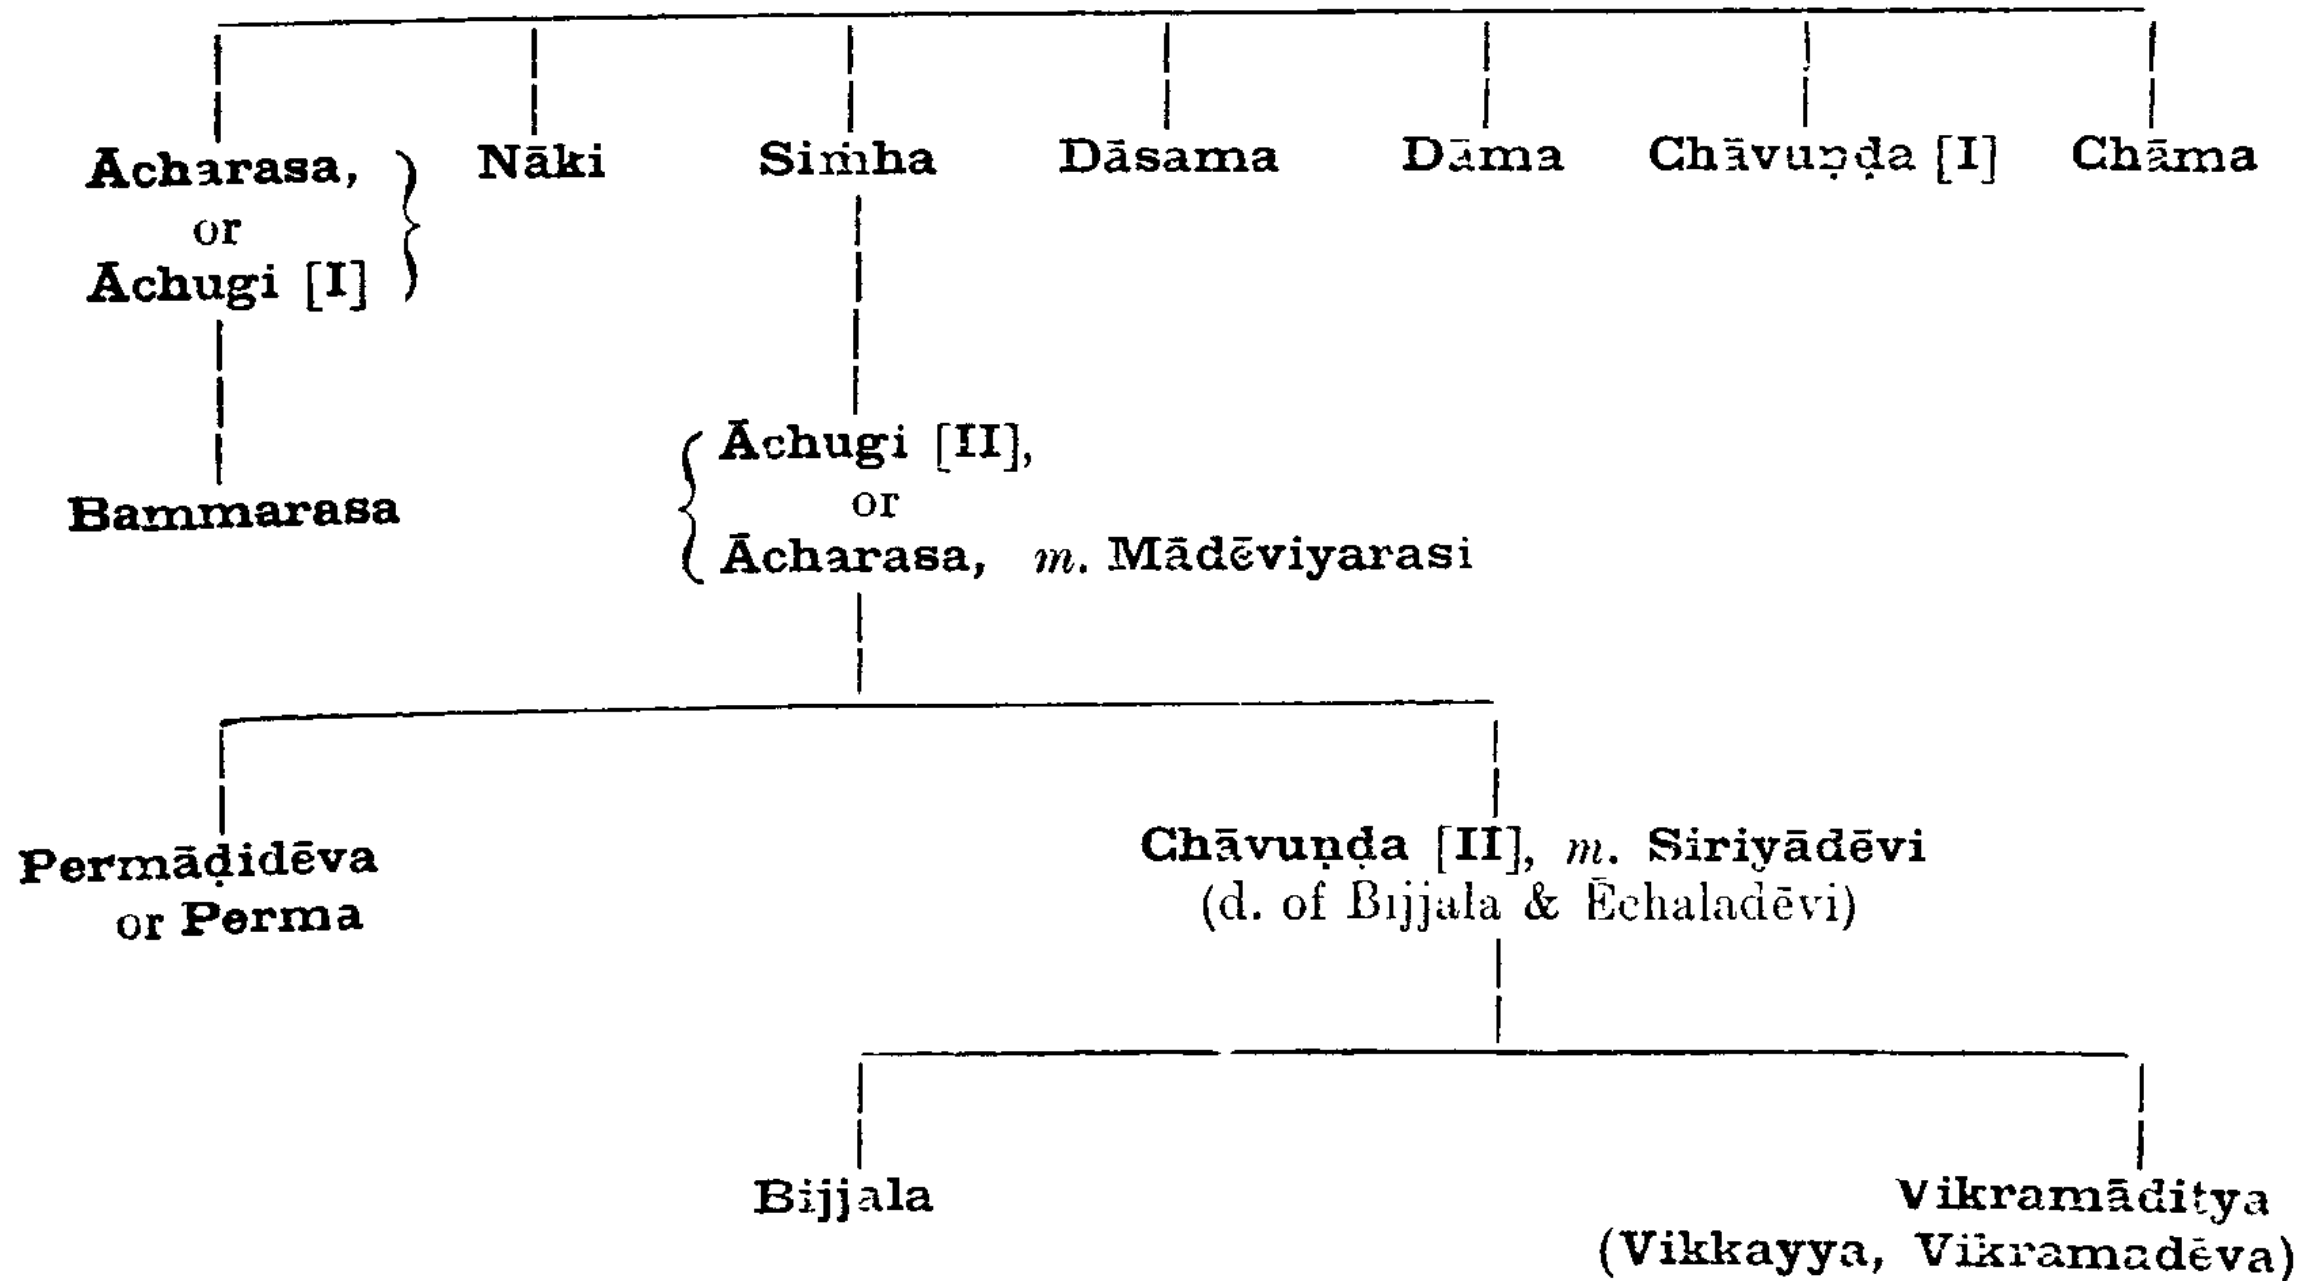 Ācharasa,
or
Āchugi [I]
Nāki
Siṁha
Dāsama
Dāma
Chāvuṇḍa [I]
Chāma
Bammarasa
Āchugi [II],
or
Ācharasa, m. Mādēviyarasi
Permāḍidēva
or Perma
Chāvuṇḍa [II], m. Siriyādēvi
(d. of Bijjala & Ēchaladēvi)
Bijjala
Vikramāditya
(Vikkayya, Vikramadēva)